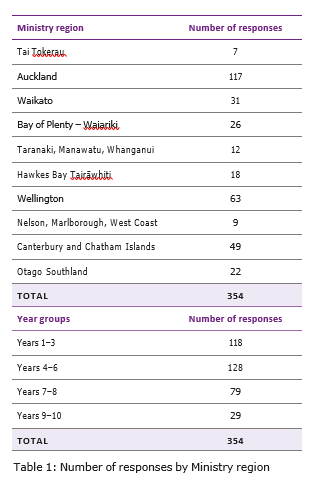 Ministry region Number of responses
Tai Tokerau 7
Auckland 117
Waikato 31
Bay of Plenty – Waiariki 26
Taranaki, Manawatu, Whanganui 12
Hawkes Bay Tairāwhiti 18
Wellington 63
Nelson, Marlborough, West Coast 9
Canterbury and Chatham Islands 49
Otago Southland 22
TOTAL 354
Year groups Number of responses
Years 1–3 118
Years 4–6 128
Years 7–8 79
Years 9–10 29
TOTAL 354
Table 1: Number of responses by Ministry region